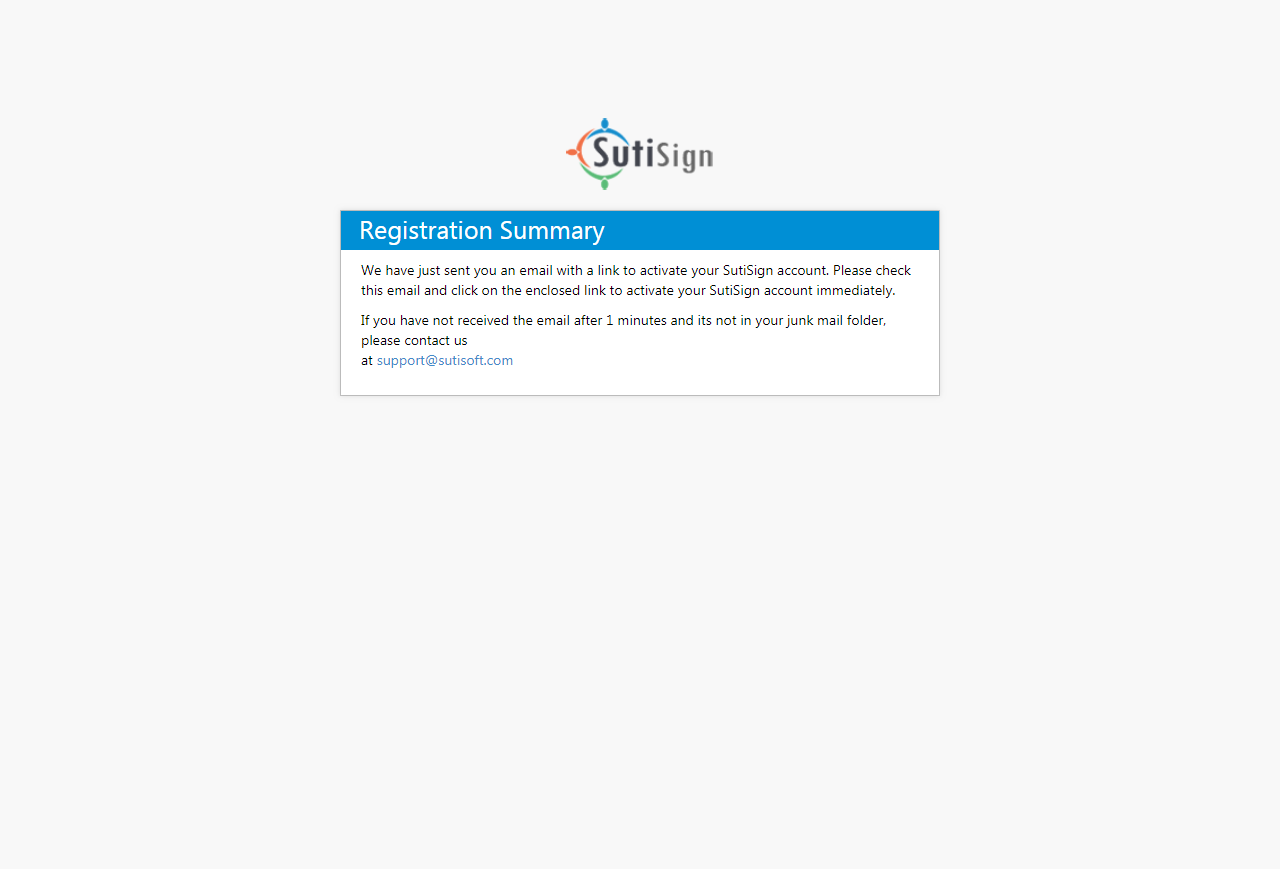 SutiSign
Registration Summary
We have just sent you an email with a link to activate your SutiSign account. Please check
this email and click on the enclosed link to activate your SutiSign account immediately.
If you have not received the email after 1 minutes and its not in your junk mail folder,
please contact us
at support@sutisoft.com